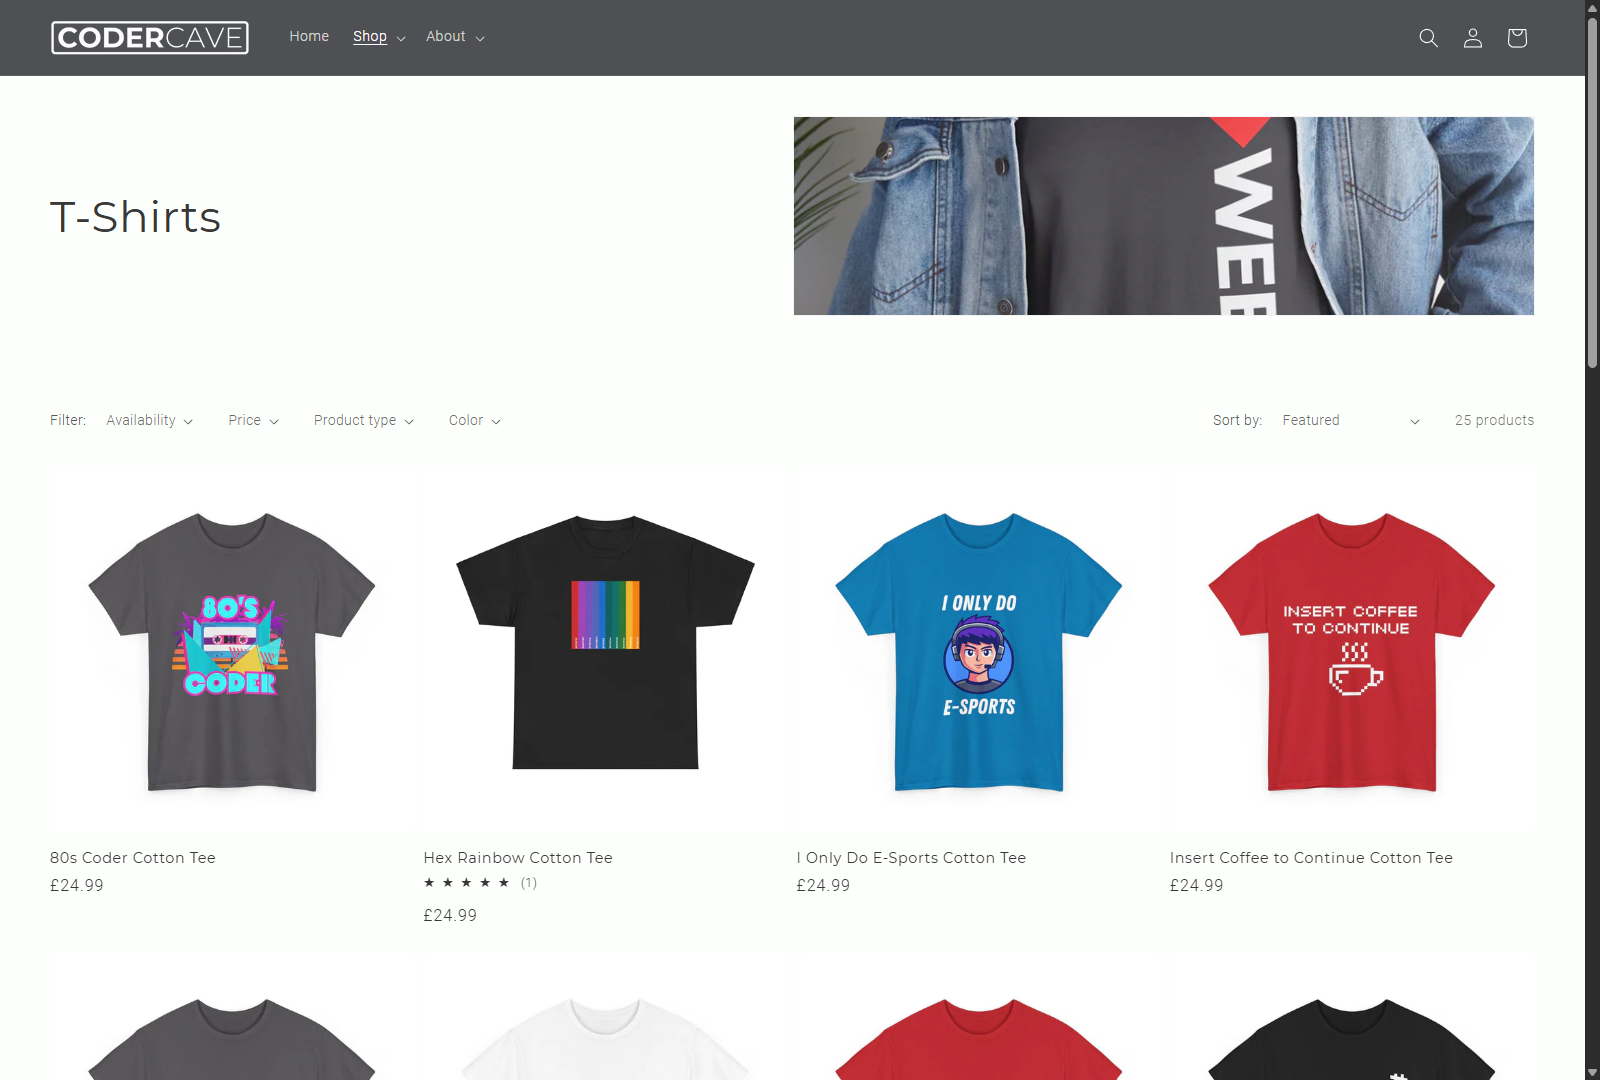 CODERCAVE
Home
Shop
About
T-Shirts
WEB
Filter:
Availability
Price
Product type
Color
Sort by:
Featured
25 products
80'S
CODER
I ONLY DO
E-SPORTS
INSERT COFFEE
TO CONTINUE
80s Coder Cotton Tee
£24.99
Hex Rainbow Cotton Tee
★ ★ ★ ★ ★ (1)
£24.99
I Only Do E-Sports Cotton Tee
£24.99
Insert Coffee to Continue Cotton Tee
£24.99